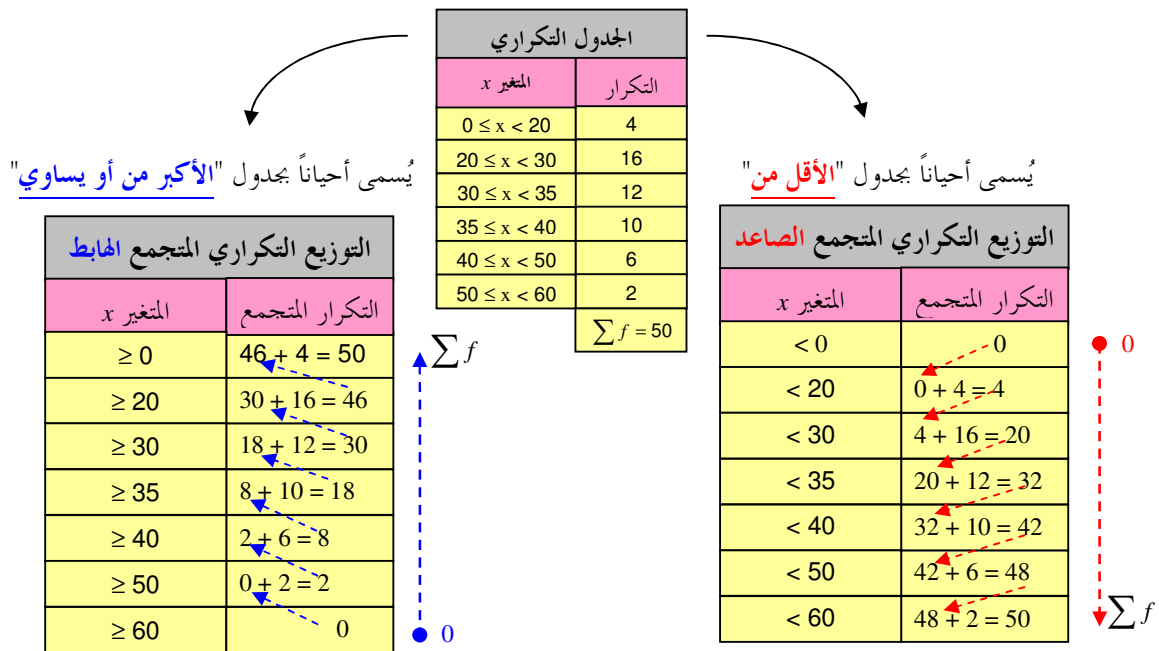 الجدول التكراري
المتغير x التكرار
0 ≤ x < 20 4
20 ≤ x < 30 16
30 ≤ x < 35 12
35 ≤ x < 40 10
40 ≤ x < 50 6
50 ≤ x < 60 2
∑ f = 50
يُسمى أحياناً بجدول "الأقل من"
التوزيع التكراري المتجمع الصاعد
المتغير x التكرار المتجمع
< 0 0
< 20 0 + 4 = 4
< 30 4 + 16 = 20
< 35 20 + 12 = 32
< 40 32 + 10 = 42
< 50 42 + 6 = 48
< 60 48 + 2 = 50
0
∑ f
يُسمى أحياناً بجدول "الأكبر من أو يساوي"
التوزيع التكراري المتجمع الهابط
المتغير x التكرار المتجمع
≥ 0 46 + 4 = 50
≥ 20 30 + 16 = 46
≥ 30 18 + 12 = 30
≥ 35 8 + 10 = 18
≥ 40 2 + 6 = 8
≥ 50 0 + 2 = 2
≥ 60 0
∑ f
0